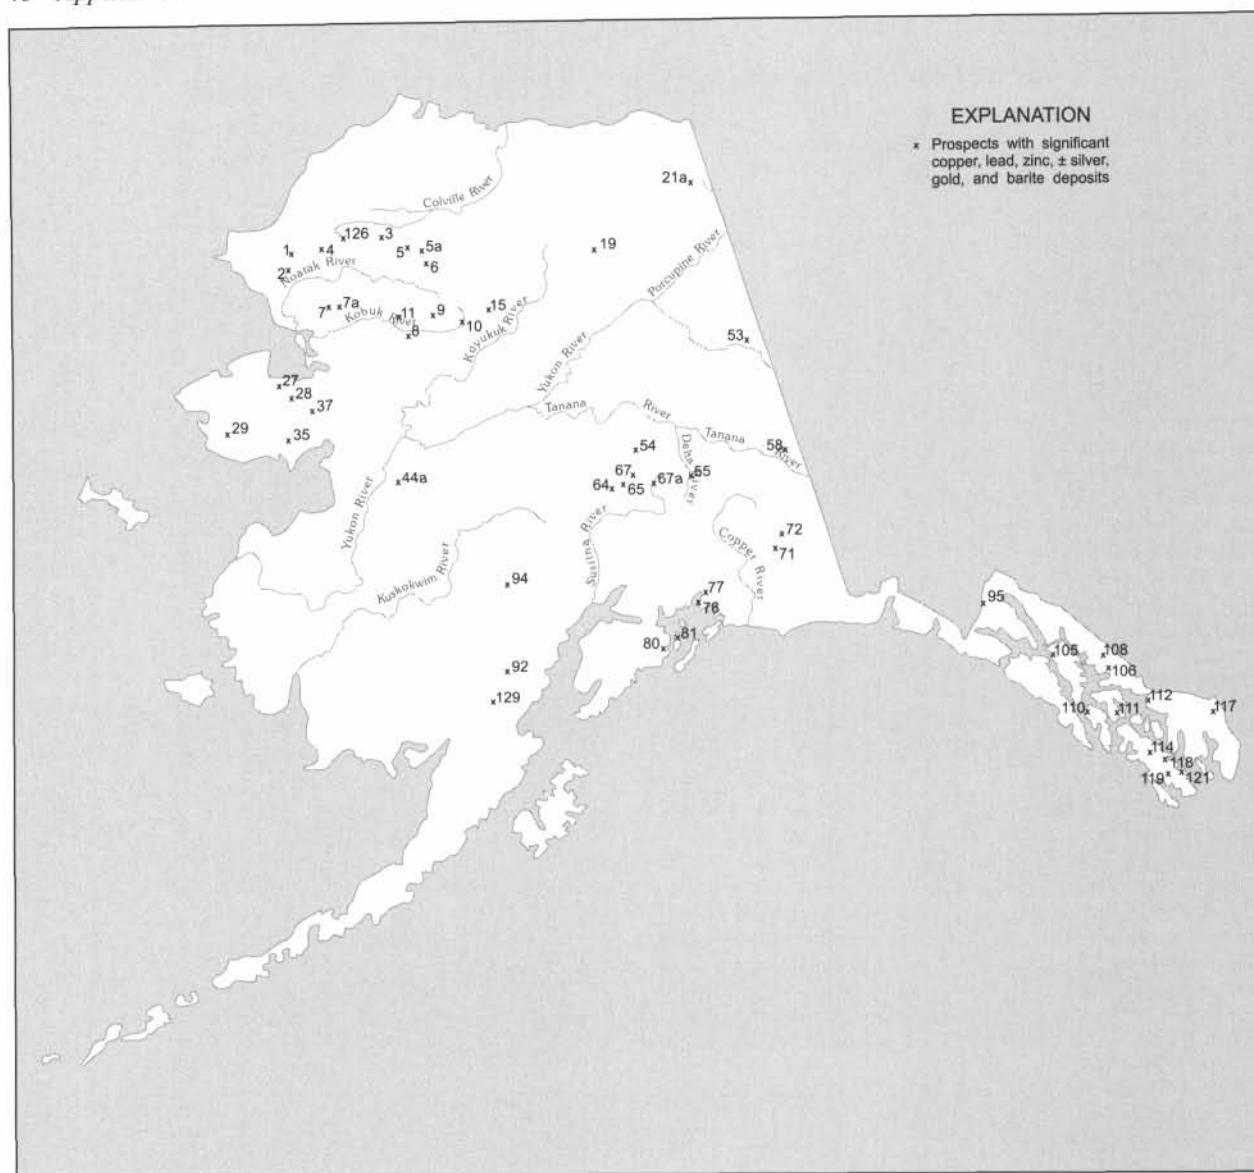 EXPLANATION
x Prospects with significant
copper, lead, zinc, ± silver,
gold, and barite deposits
21a
Colville River
126
3
1
4
5
5a
19
2
6
Noatak River
Porcupine River
7
7a
11
9
15
Kobuk River
8
10
Koyukuk River
53
Yukon River
27
28
37
Tanana
River
Tanana
River
29
35
54
Delta River
58
44a
67
64
65
67a
55
Yukon River
Susitna River
72
Copper River
71
Kuskokwim River
94
77
78
95
80
81
105
108
92
106
129
112
110
111
117
114
118
119
121